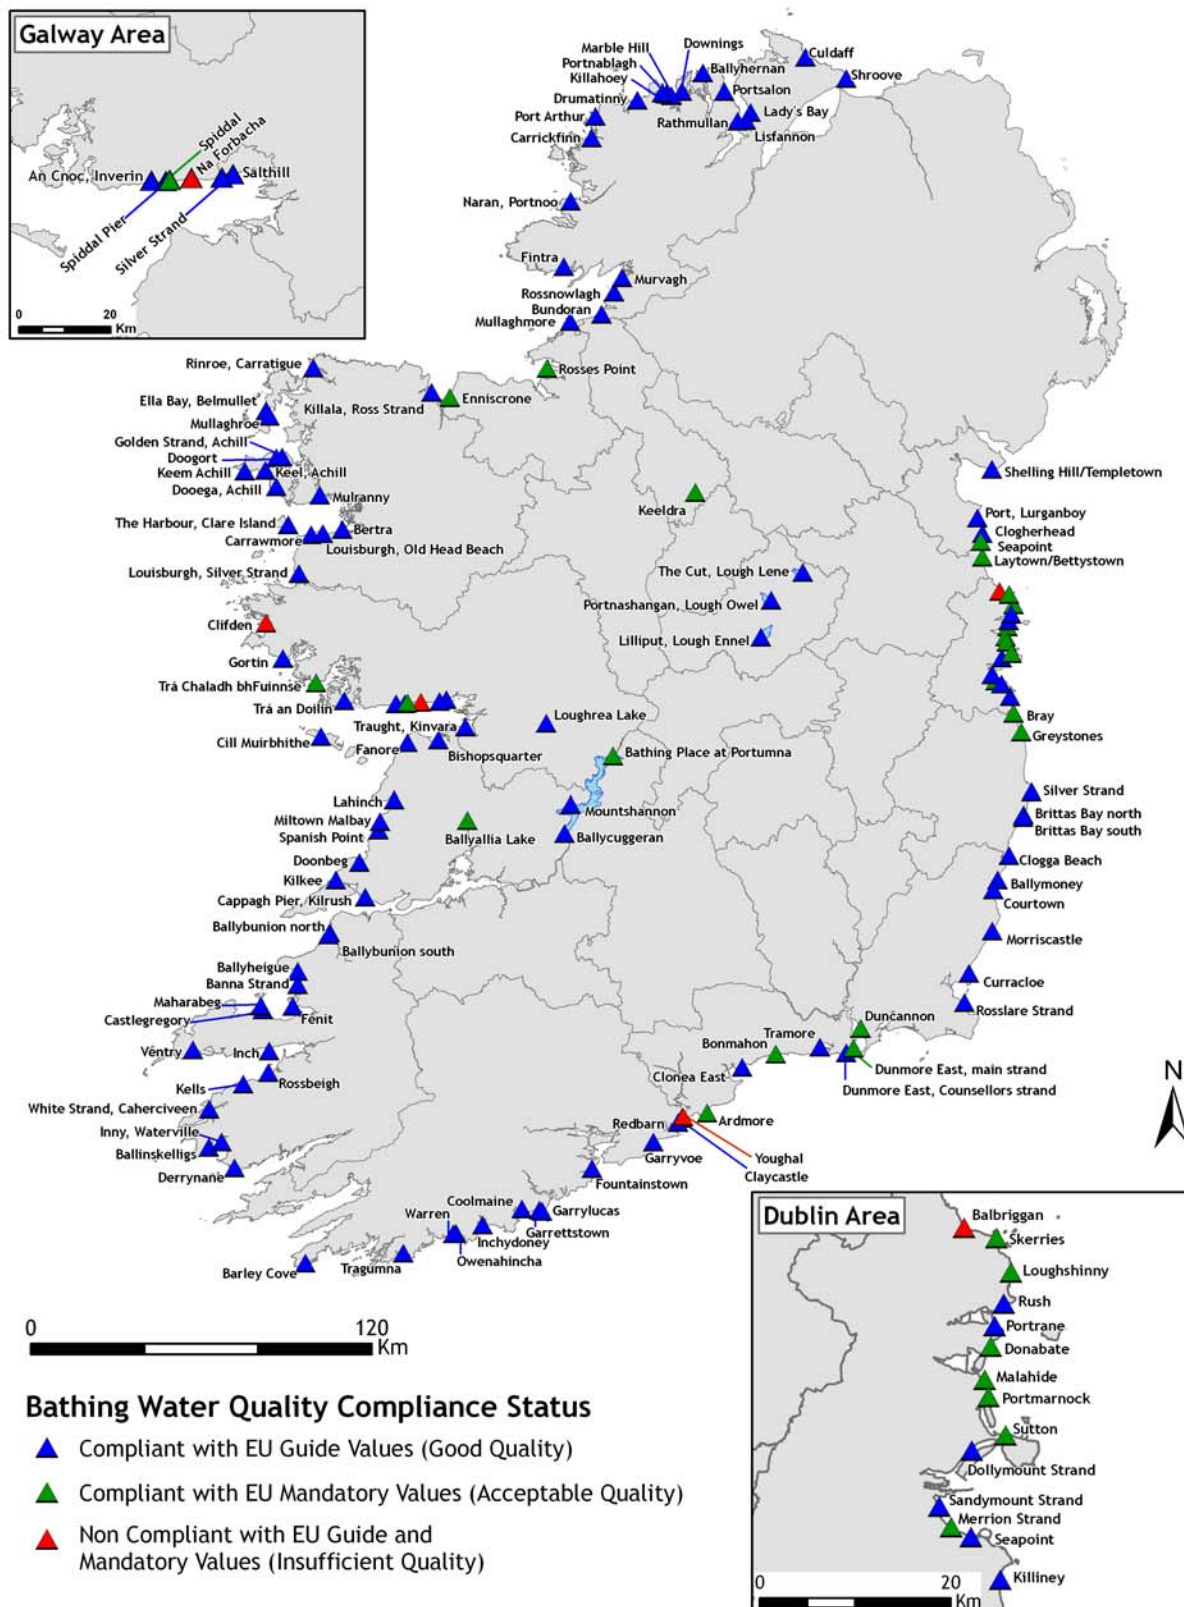 Galway Area
Spiddal
Na Forbacha
An Cnoc, Inverin
Salthill
Spiddal Pier
Silver Strand
0 20 Km
Marble Hill
Downings
Culdaff
Portnablagh
Ballyhernan
Shroove
Killahoey
Portsalon
Drumatinny
Lady's Bay
Port Arthur
Rathmullan
Lisfannon
Carrickfinn
Naran, Portnoo
Fintra
Murvagh
Rossnowlagh
Bundoran
Mullaghmore
Rinroe, Carratigue
Rosses Point
Ella Bay, Belmullet
Killala, Ross Strand
Enniscrone
Mullaghroe
Golden Strand, Achill
Doogort
Keem Achill
Keel, Achill
Shelling Hill/Templetown
Dooega, Achill
Mulranny
Keeldra
Port, Lurganboy
The Harbour, Clare Island
Bertra
Clogherhead
Carrawmore
Louisburgh, Old Head Beach
Seapoint
Laytown/Bettystown
Louisburgh, Silver Strand
The Cut, Lough Lene
Portnashangan, Lough Owel
Clifden
Lilliput, Lough Ennel
Gortin
Trá Chaladh bhFuinnse
Trá an Doilin
Loughrea Lake
Bray
Traught, Kinvara
Greystones
Cill Muirbhithe
Fanore
Bishopsquarter
Bathing Place at Portumna
Silver Strand
Lahinch
Mountshannon
Brittas Bay north
Miltown Malbay
Brittas Bay south
Spanish Point
Ballyallia Lake
Ballycuggeran
Doonbeg
Clogga Beach
Kilkee
Ballymoney
Cappagh Pier, Kilrush
Courtown
Ballybunion north
Morriscastle
Ballybunion south
Ballyheigue
Curracloe
Banna Strand
Maharabeg
Rosslare Strand
Castlegregory
Fenit
Duncannon
Tramore
Ventry
Inch
Bonmahon
Dunmore East, main strand
Rossbeigh
Clonea East
Dunmore East, Counsellors strand
Kells
N
White Strand, Caherciveen
Ardmore
Redbarn
Inny, Waterville
Ballinskelligs
Garryvoe
Youghal
Claycastle
Derrynane
Fountainstown
Coolmaine
Warren
Garrylucas
Garrettstown
Inchydoney
Owenahincha
Barley Cove
Tragumna
Dublin Area
Balbriggan
Skerries
Loughshinny
Rush
Portrane
Donabate
Malahide
Portmarnock
Sutton
Dollymount Strand
Sandymount Strand
Merrion Strand
Seapoint
Killiney
0 20
Km
0 120
Km
Bathing Water Quality Compliance Status
Compliant with EU Guide Values (Good Quality)
Compliant with EU Mandatory Values (Acceptable Quality)
Non Compliant with EU Guide and
Mandatory Values (Insufficient Quality)